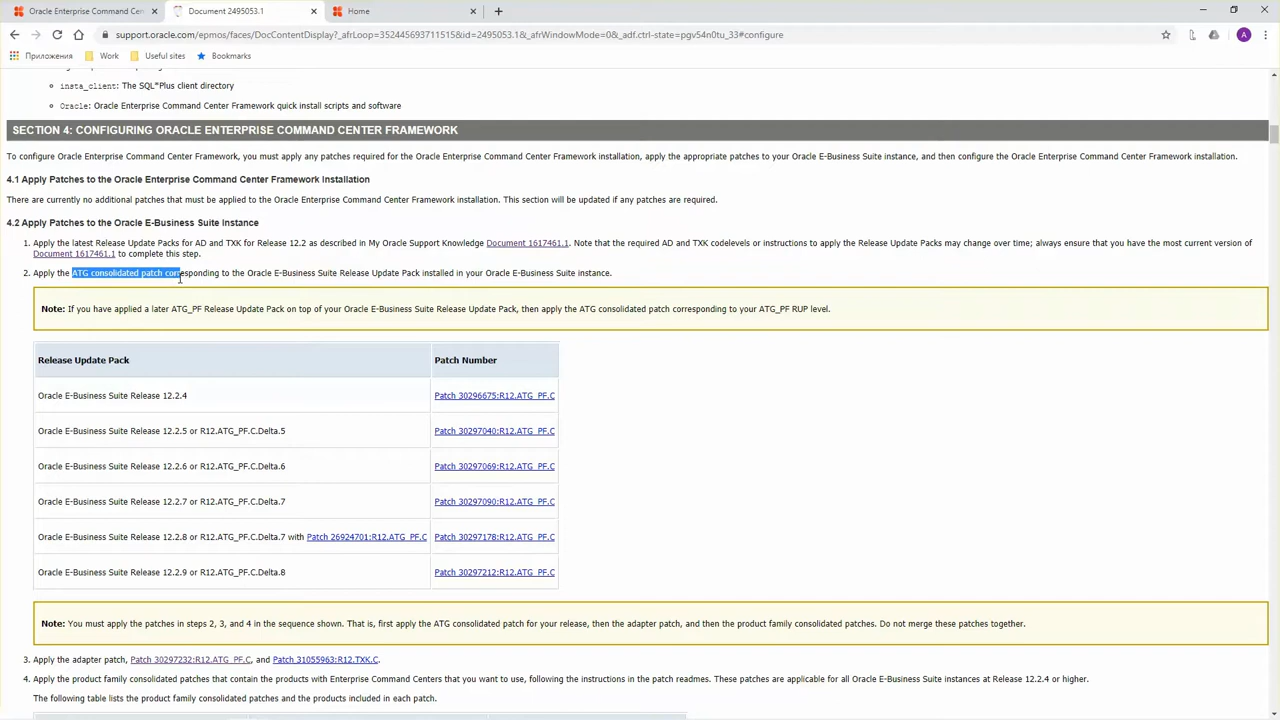 Oracle Enterprise Command Cen
Document 2495053.1
Home
support.oracle.com/epmos/faces/DocContentDisplay?_afrLoop=352445693711515&id=2495053.1&_afrWindowMode=0&_adf.ctrl-state=pgv54n0tu_33#configure
A
Приложения
Work
Useful sites
Bookmarks
insta_client: The SQL*Plus client directory
Oracle: Oracle Enterprise Command Center Framework quick install scripts and software
SECTION 4: CONFIGURING ORACLE ENTERPRISE COMMAND CENTER FRAMEWORK
To configure Oracle Enterprise Command Center Framework, you must apply any patches required for the Oracle Enterprise Command Center Framework installation, apply the appropriate patches to your Oracle E-Business Suite instance, and then configure the Oracle Enterprise Command Center Framework installation.
4.1 Apply Patches to the Oracle Enterprise Command Center Framework Installation
There are currently no additional patches that must be applied to the Oracle Enterprise Command Center Framework installation. This section will be updated if any patches are required.
4.2 Apply Patches to the Oracle E-Business Suite Instance
1. Apply the latest Release Update Packs for AD and TXK for Release 12.2 as described in My Oracle Support Knowledge Document 1617461.1. Note that the required AD and TXK codelevels or instructions to apply the Release Update Packs may change over time; always ensure that you have the most current version of
Document 1617461.1 to complete this step.
2. Apply the ATG consolidated patch corresponding to the Oracle E-Business Suite Release Update Pack installed in your Oracle E-Business Suite instance.
Note: If you have applied a later ATG_PF Release Update Pack on top of your Oracle E-Business Suite Release Update Pack, then apply the ATG consolidated patch corresponding to your ATG_PF RUP level.
Release Update Pack Patch Number
Oracle E-Business Suite Release 12.2.4 Patch 30296675:R12.ATG_PF.C
Oracle E-Business Suite Release 12.2.5 or R12.ATG_PF.C.Delta.5 Patch 30297040:R12.ATG_PF.C
Oracle E-Business Suite Release 12.2.6 or R12.ATG_PF.C.Delta.6 Patch 30297069:R12.ATG_PF.C
Oracle E-Business Suite Release 12.2.7 or R12.ATG_PF.C.Delta.7 Patch 30297090:R12.ATG_PF.C
Oracle E-Business Suite Release 12.2.8 or R12.ATG_PF.C.Delta.7 with Patch 26924701:R12.ATG_PF.C Patch 30297178:R12.ATG_PF.C
Oracle E-Business Suite Release 12.2.9 or R12.ATG_PF.C.Delta.8 Patch 30297212:R12.ATG_PF.C
Note: You must apply the patches in steps 2, 3, and 4 in the sequence shown. That is, first apply the ATG consolidated patch for your release, then the adapter patch, and then the product family consolidated patches. Do not merge these patches together.
3. Apply the adapter patch, Patch 30297232:R12.ATG_PF.C, and Patch 31055963:R12.TXK.C.
4. Apply the product family consolidated patches that contain the products with Enterprise Command Centers that you want to use, following the instructions in the patch readmes. These patches are applicable for all Oracle E-Business Suite instances at Release 12.2.4 or higher.
The following table lists the product family consolidated patches and the products included in each patch.